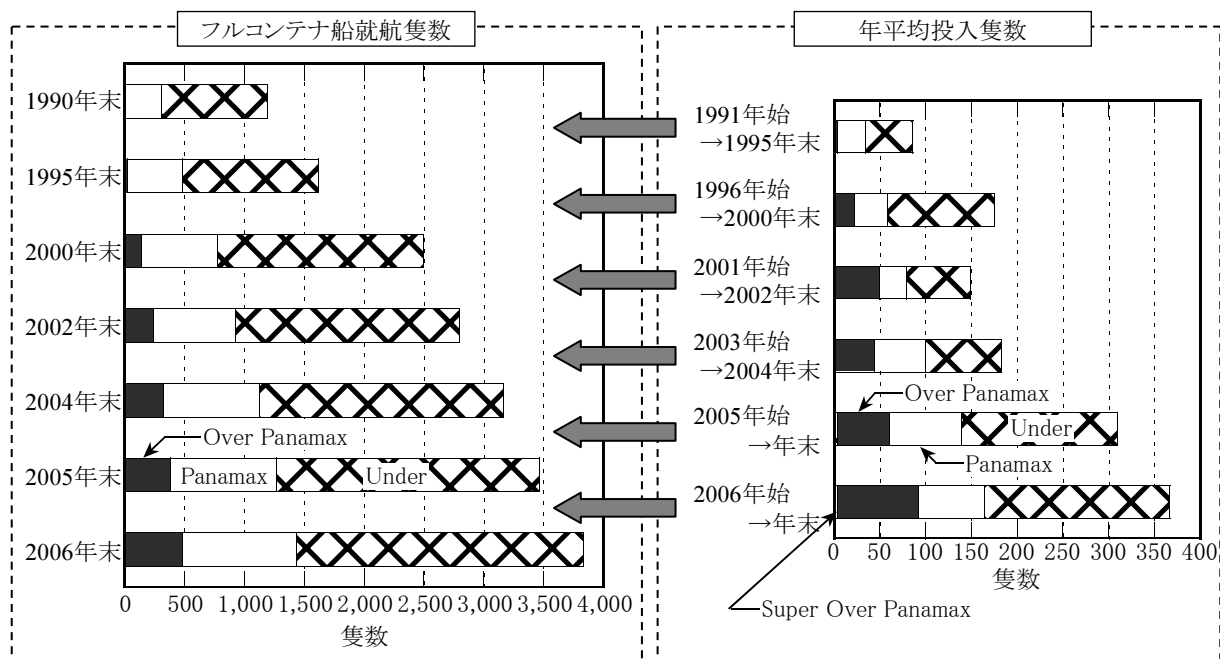 フルコンテナ船就航隻数
1990年末
1995年末
2000年末
2002年末
2004年末
2005年末
2006年末
Over Panamax
Panamax
Under
0 500 1,000 1,500 2,000 2,500 3,000 3,500 4,000
隻数
年平均投入隻数
1991年始
→1995年末
1996年始
→2000年末
2001年始
→2002年末
2003年始
→2004年末
2005年始
→年末
2006年始
→年末
Over Panamax
Under
Panamax
0 50 100 150 200 250 300 350 400
隻数
Super Over Panamax